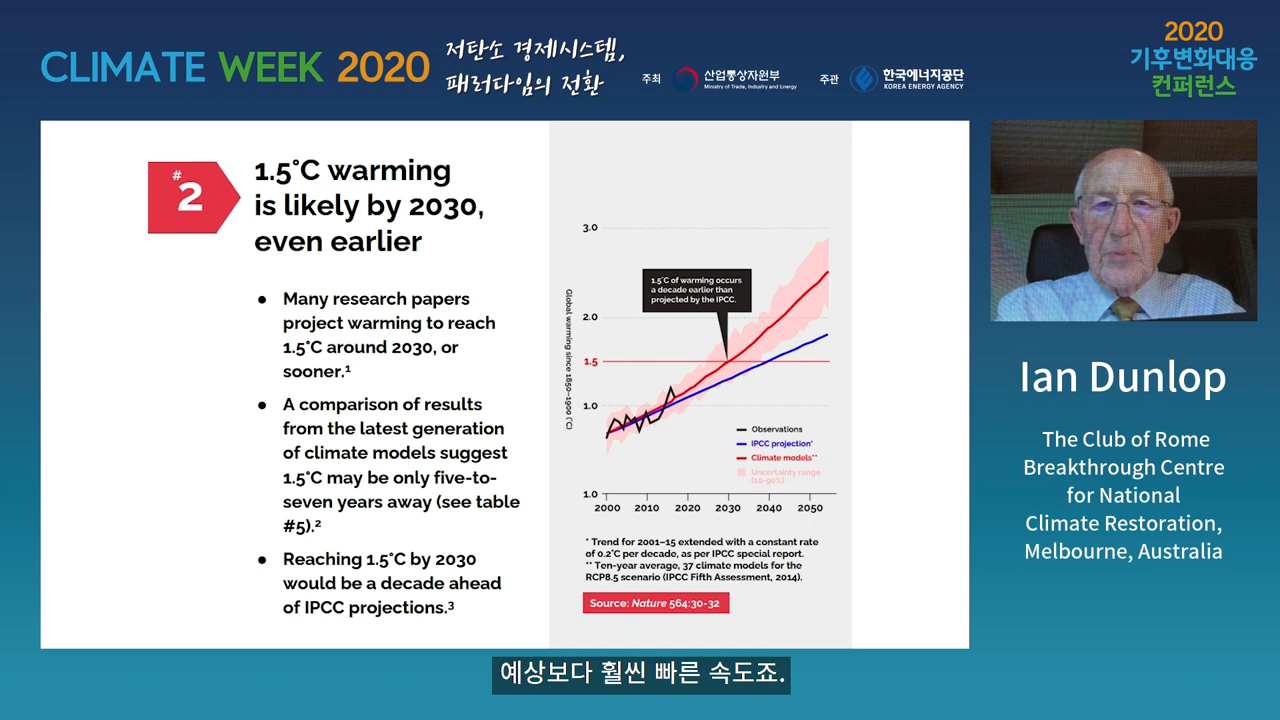 CLIMATE WEEK 2020
저탄소 경제시스템,
패러다임의 전환
주최
산업통상자원부
Ministry of Trade, Industry and Energy
주관
한국에너지공단
KOREA ENERGY AGENCY
2020
기후변화대응
컨퍼런스
#2
1.5°C warming
is likely by 2030,
even earlier
● Many research papers
project warming to reach
1.5°C around 2030, or
sooner.¹
● A comparison of results
from the latest generation
of climate models suggest
1.5°C may be only five-to-
seven years away (see table
#5).²
● Reaching 1.5°C by 2030
would be a decade ahead
of IPCC projections.³
Global warming since 1850–1900 (°C)
3.0
2.0
1.5
1.0
1.0
1.5°C of warming occurs
a decade earlier than
projected by the IPCC.
Observations
IPCC projection*
Climate models**
Uncertainty range
(10-90%)
2000 2010 2020 2030 2040 2050
* Trend for 2001–15 extended with a constant rate
of 0.2°C per decade, as per IPCC special report.
** Ten-year average, 37 climate models for the
RCP8.5 scenario (IPCC Fifth Assessment, 2014).
Source: Nature 564:30-32
Ian Dunlop
The Club of Rome
Breakthrough Centre
for National
Climate Restoration,
Melbourne, Australia
예상보다 훨씬 빠른 속도죠.